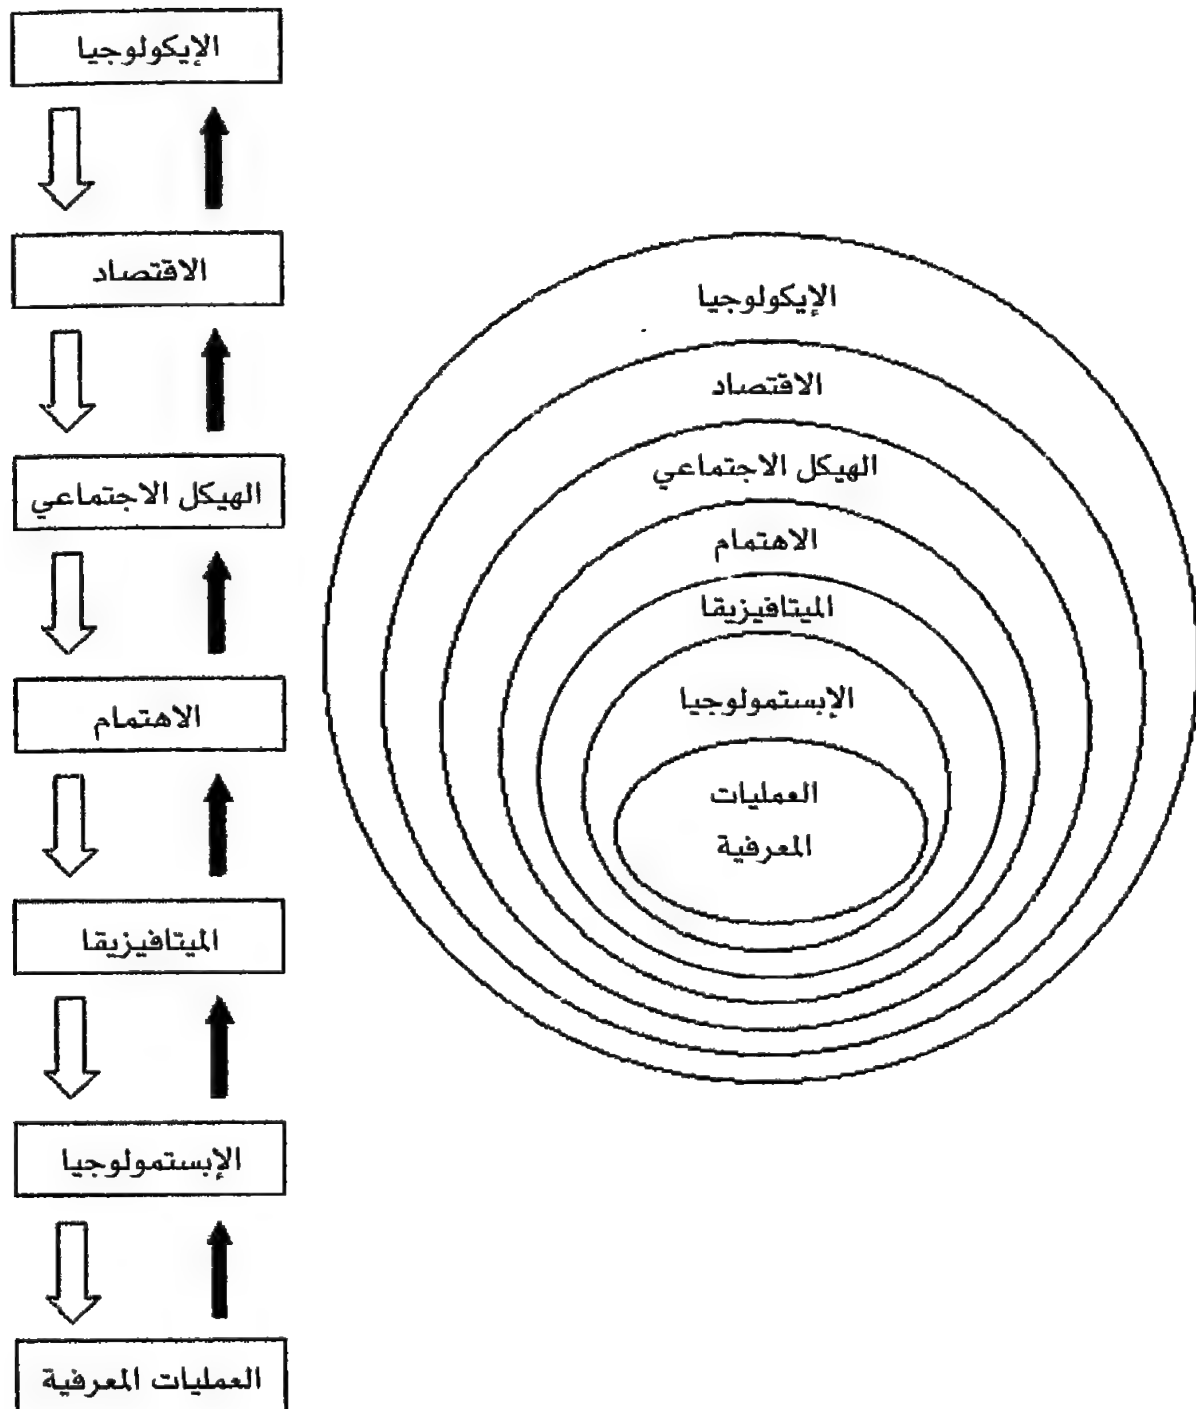 الإيكولوجيا
الاقتصاد
الهيكل الاجتماعي
الاهتمام
الميتافيزيقا
الإبستمولوجيا
العمليات المعرفية
الإيكولوجيا
الاقتصاد
الهيكل الاجتماعي
الاهتمام
الميتافيزيقا
الإبستمولوجيا
العمليات
المعرفية